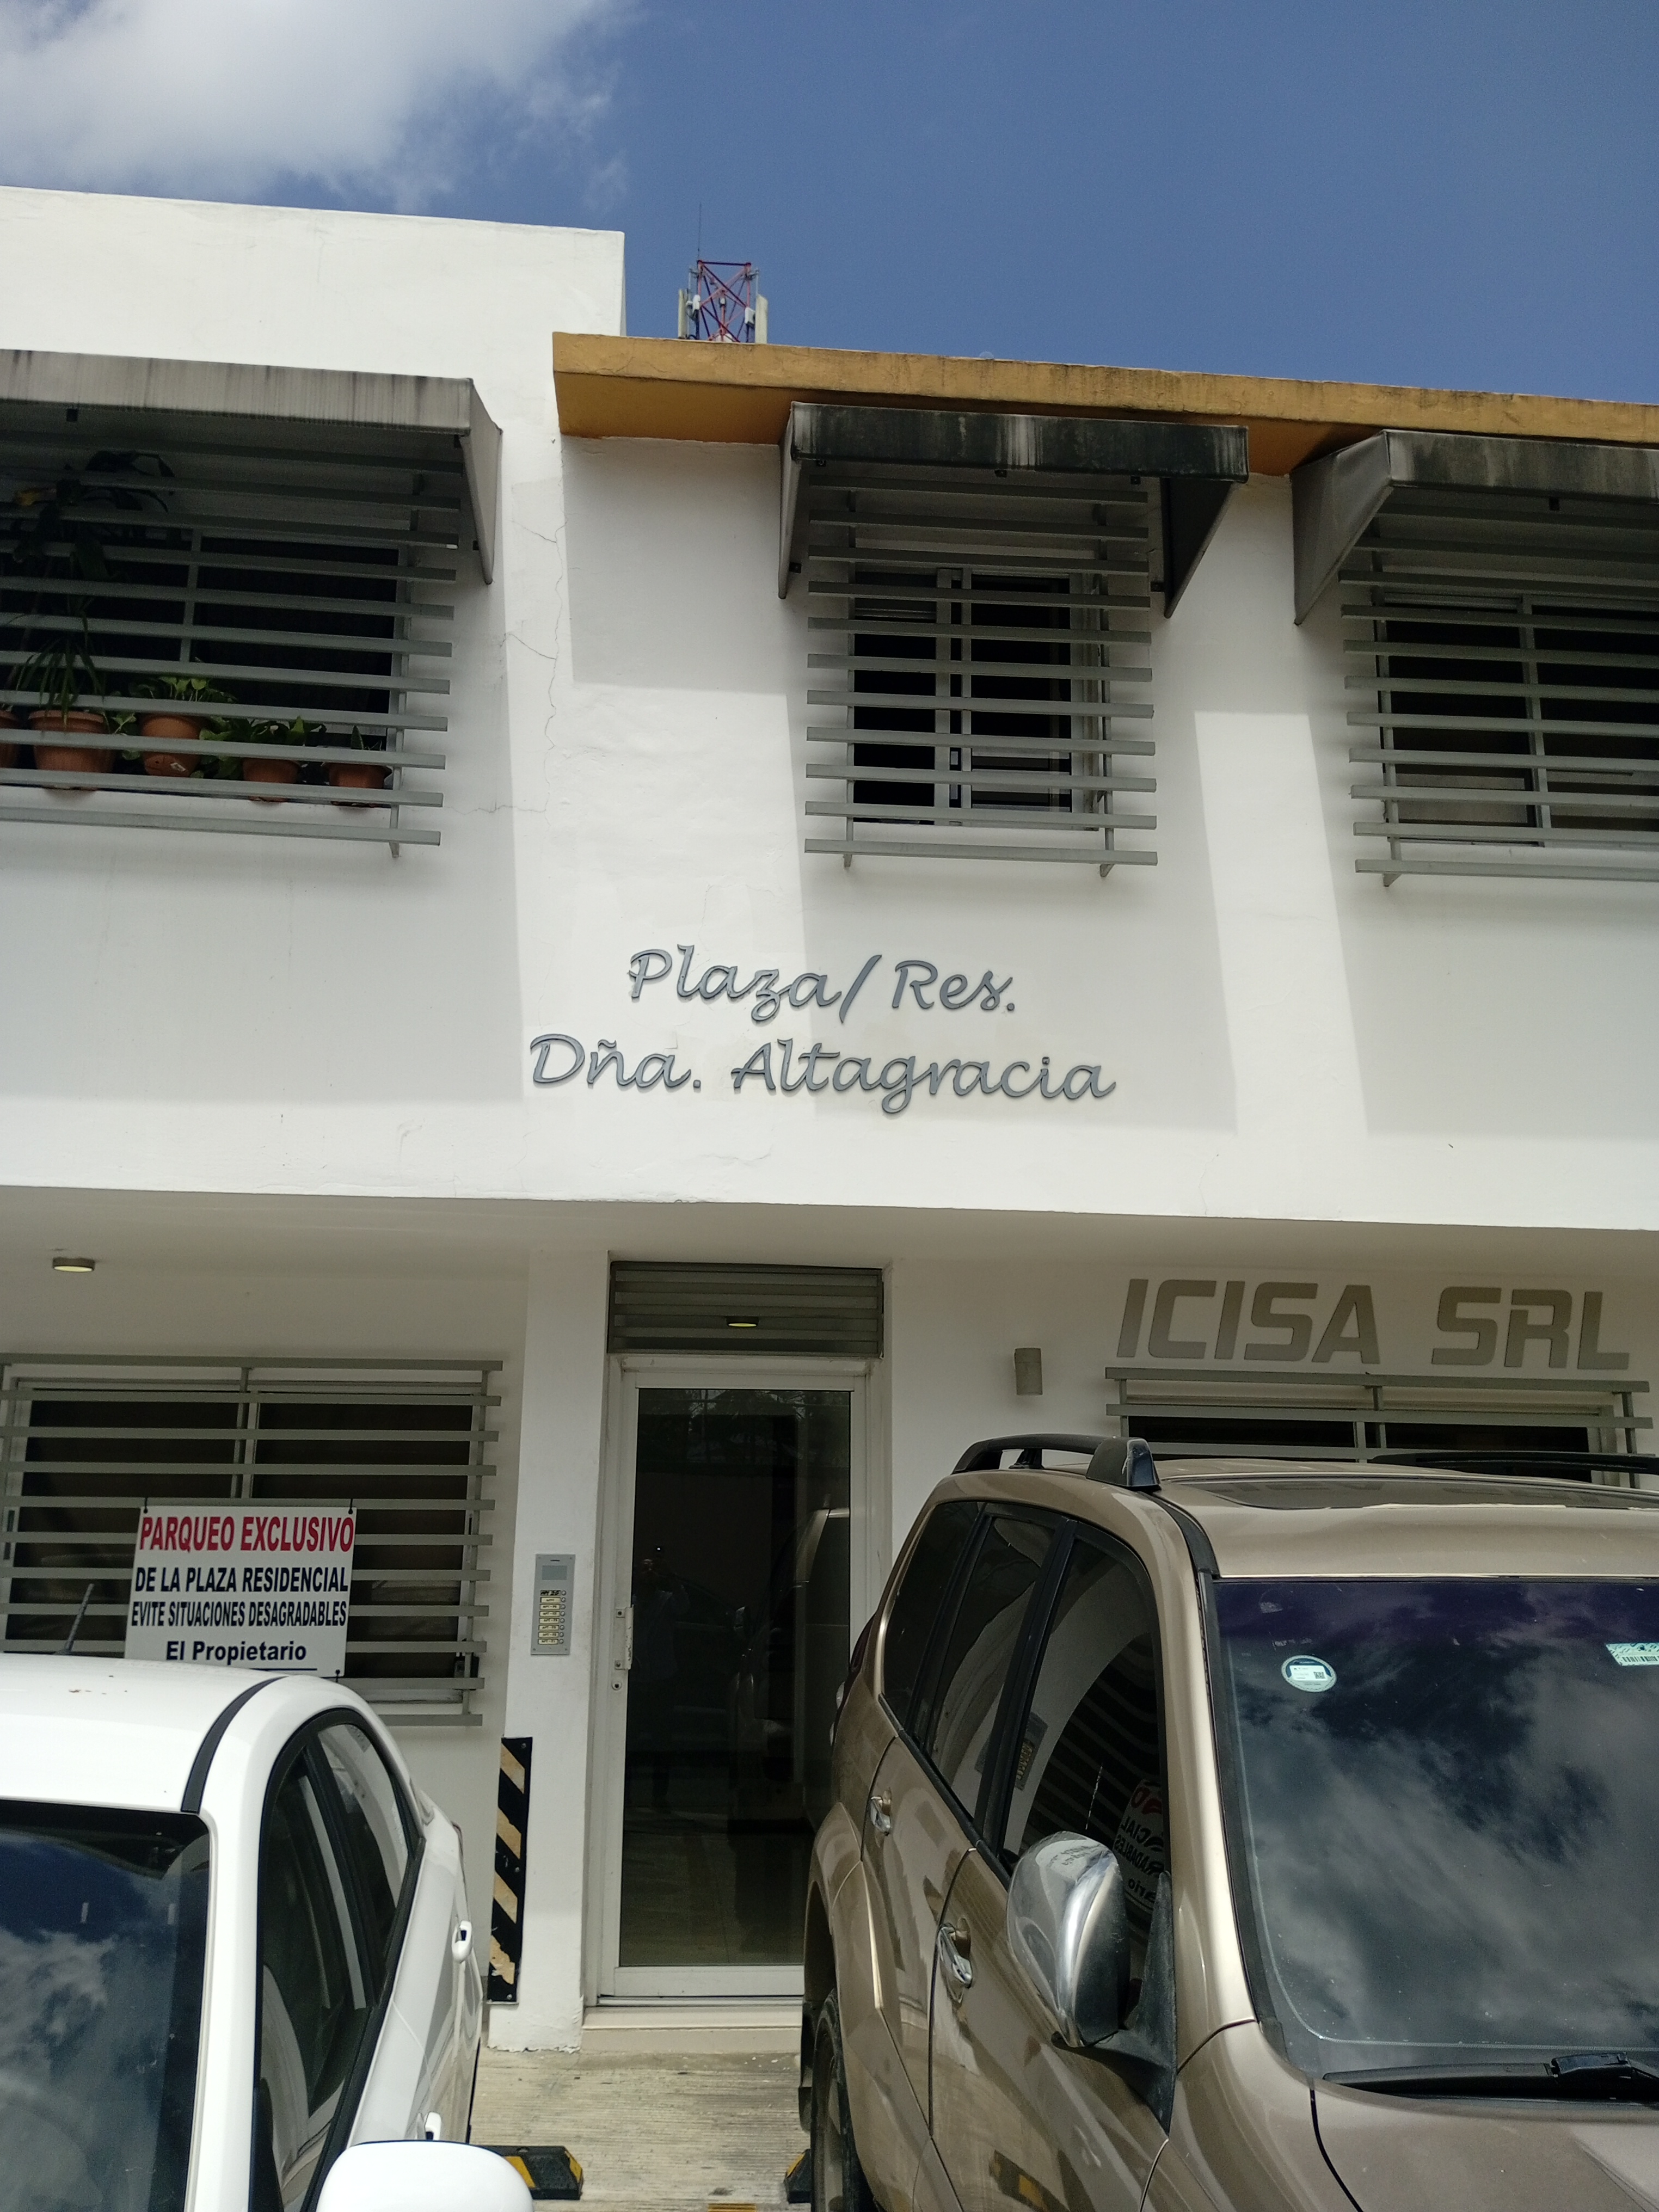 Plaza/Res.
Dña. Altagracia
ICISA SRL
PARQUEO EXCLUSIVO
DE LA PLAZA RESIDENCIAL
EVITE SITUACIONES DESAGRADABLES
El Propietario